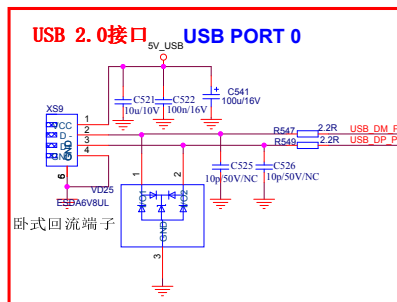 USB 2.0接口 USB PORT 0
5V_USB
C541
100u/16V
C521
10u/10V
C522
100n/16V
XS9
VCC 1
D- 2
D+ 3
GND 4
6
R547 2.2R USB_DM_P
R549 2.2R USB_DP_P
C525
10p/50V/NC
C526
10p/50V/NC
1 2
VD25
ESDA6V8UL
I/O1 I/O2
GND
3
卧式回流端子